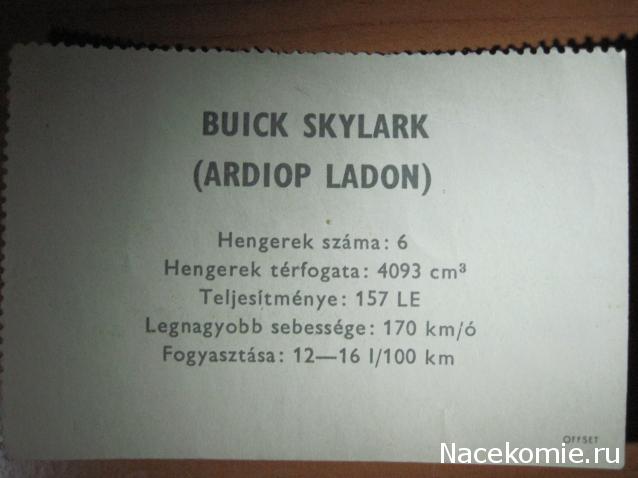 BUICK SKYLARK
(ARDIOP LADON)
Hengerek száma: 6
Hengerek térfogata: 4093 cm³
Teljesítménye: 157 LE
Legnagyobb sebessége: 170 km/ó
Fogyasztása: 12—16 l/100 km
OFFSET
Nacekomie.ru